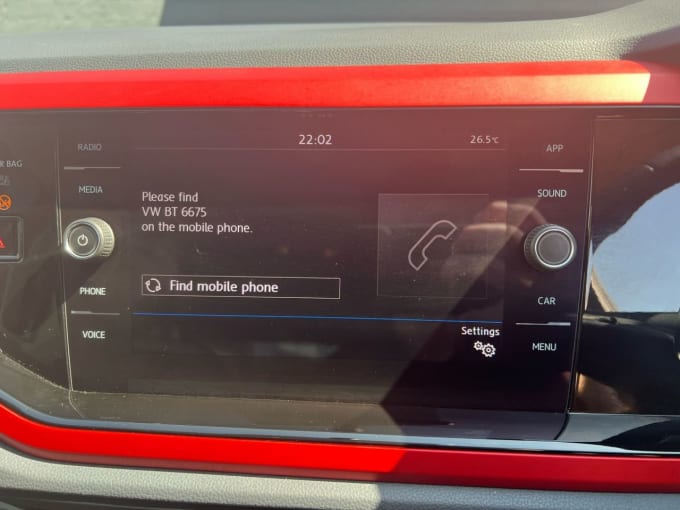 22:02
26.5°C
RADIO
MEDIA
PHONE
VOICE
R BAG
Please find
VW BT 6675
on the mobile phone.
Find mobile phone
Settings
APP
SOUND
CAR
MENU